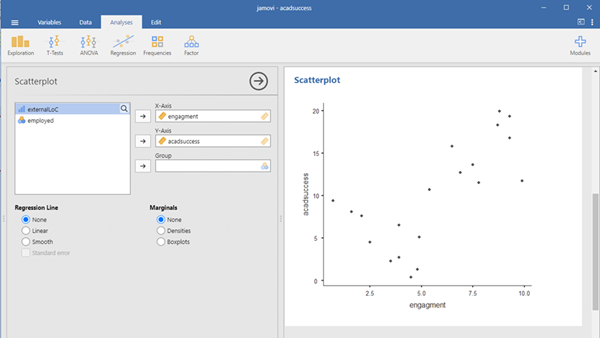 jamovi - acadsuccess
Variables Data Analyses Edit
Exploration T-Tests ANOVA Regression Frequencies Factor Modules
Scatterplot
externalLoC
employed
X-Axis
engagment
Y-Axis
acadsuccess
Group
Regression Line
None
Linear
Smooth
Standard error
Marginals
None
Densities
Boxplots
Scatterplot
20
15
10
5
0
acadsuccess
2.5 5.0 7.5 10.0
engagment